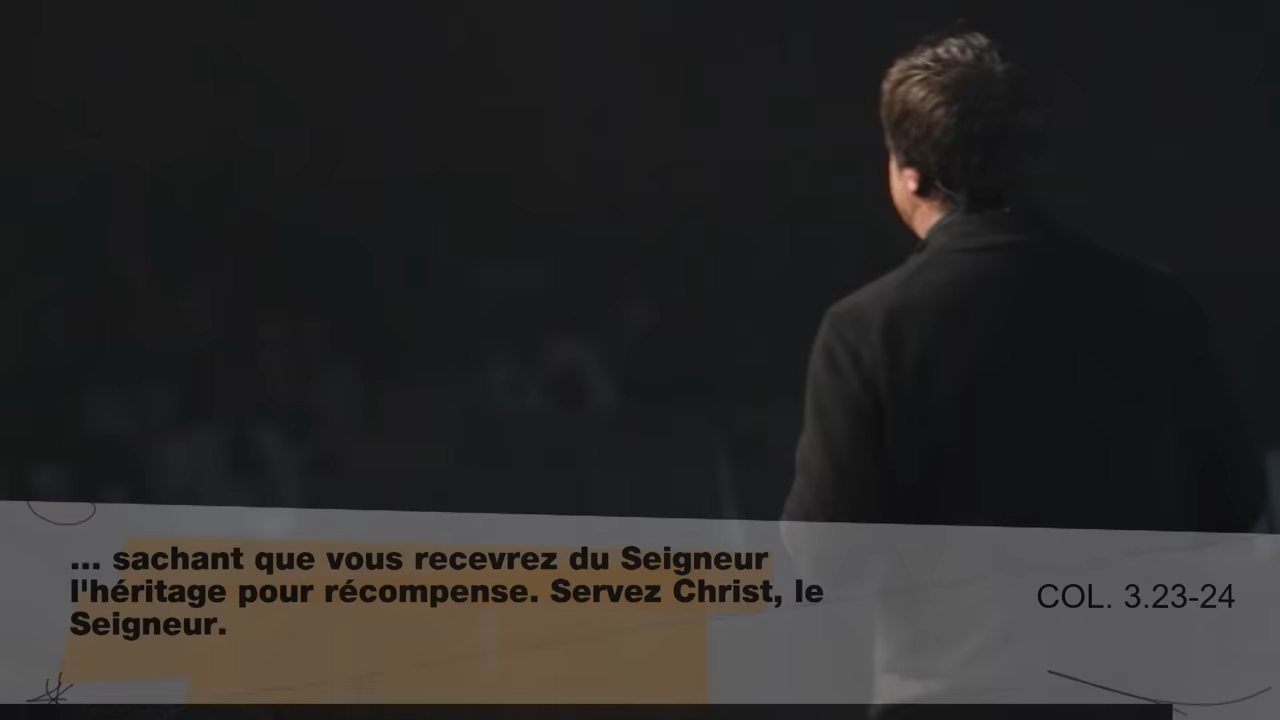 ... sachant que vous recevrez du Seigneur
l'héritage pour récompense. Servez Christ, le
Seigneur.
COL. 3.23-24